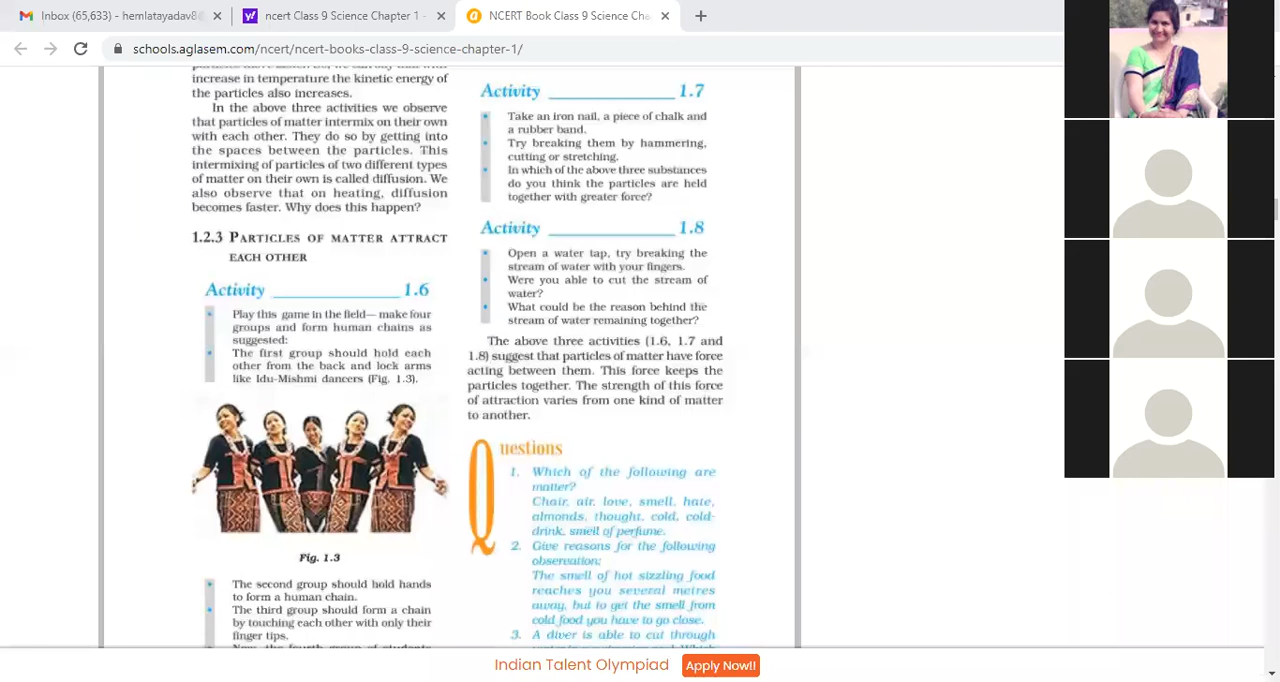 Inbox (65,633) - hemlatayadav8
ncert Class 9 Science Chapter 1 -
NCERT Book Class 9 Science Cha
schools.aglasem.com/ncert/ncert-books-class-9-science-chapter-1/
increase in temperature the kinetic energy of
the particles also increases.
In the above three activities we observe
that particles of matter intermix on their own
with each other. They do so by getting into
the spaces between the particles. This
intermixing of particles of two different types
of matter on their own is called diffusion. We
also observe that on heating, diffusion
becomes faster. Why does this happen?
1.2.3 PARTICLES OF MATTER ATTRACT
EACH OTHER
Activity ______________ 1.6
• Play this game in the field— make four
groups and form human chains as
suggested:
• The first group should hold each
other from the back and lock arms
like Idu-Mishmi dancers (Fig. 1.3).
Fig. 1.3
• The second group should hold hands
to form a human chain.
• The third group should form a chain
by touching each other with only their
finger tips.
Now, the fourth group of students
Activity ______________ 1.7
• Take an iron nail, a piece of chalk and
a rubber band.
• Try breaking them by hammering,
cutting or stretching.
• In which of the above three substances
do you think the particles are held
together with greater force?
Activity ______________ 1.8
• Open a water tap, try breaking the
stream of water with your fingers.
• Were you able to cut the stream of
water?
• What could be the reason behind the
stream of water remaining together?
The above three activities (1.6, 1.7 and
1.8) suggest that particles of matter have force
acting between them. This force keeps the
particles together. The strength of this force
of attraction varies from one kind of matter
to another.
Questions
1. Which of the following are
matter?
Chair, air, love, smell, hate,
almonds, thought, cold, cold-
drink, smell of perfume.
2. Give reasons for the following
observation:
The smell of hot sizzling food
reaches you several metres
away, but to get the smell from
cold food you have to go close.
3. A diver is able to cut through
Indian Talent Olympiad Apply Now!!